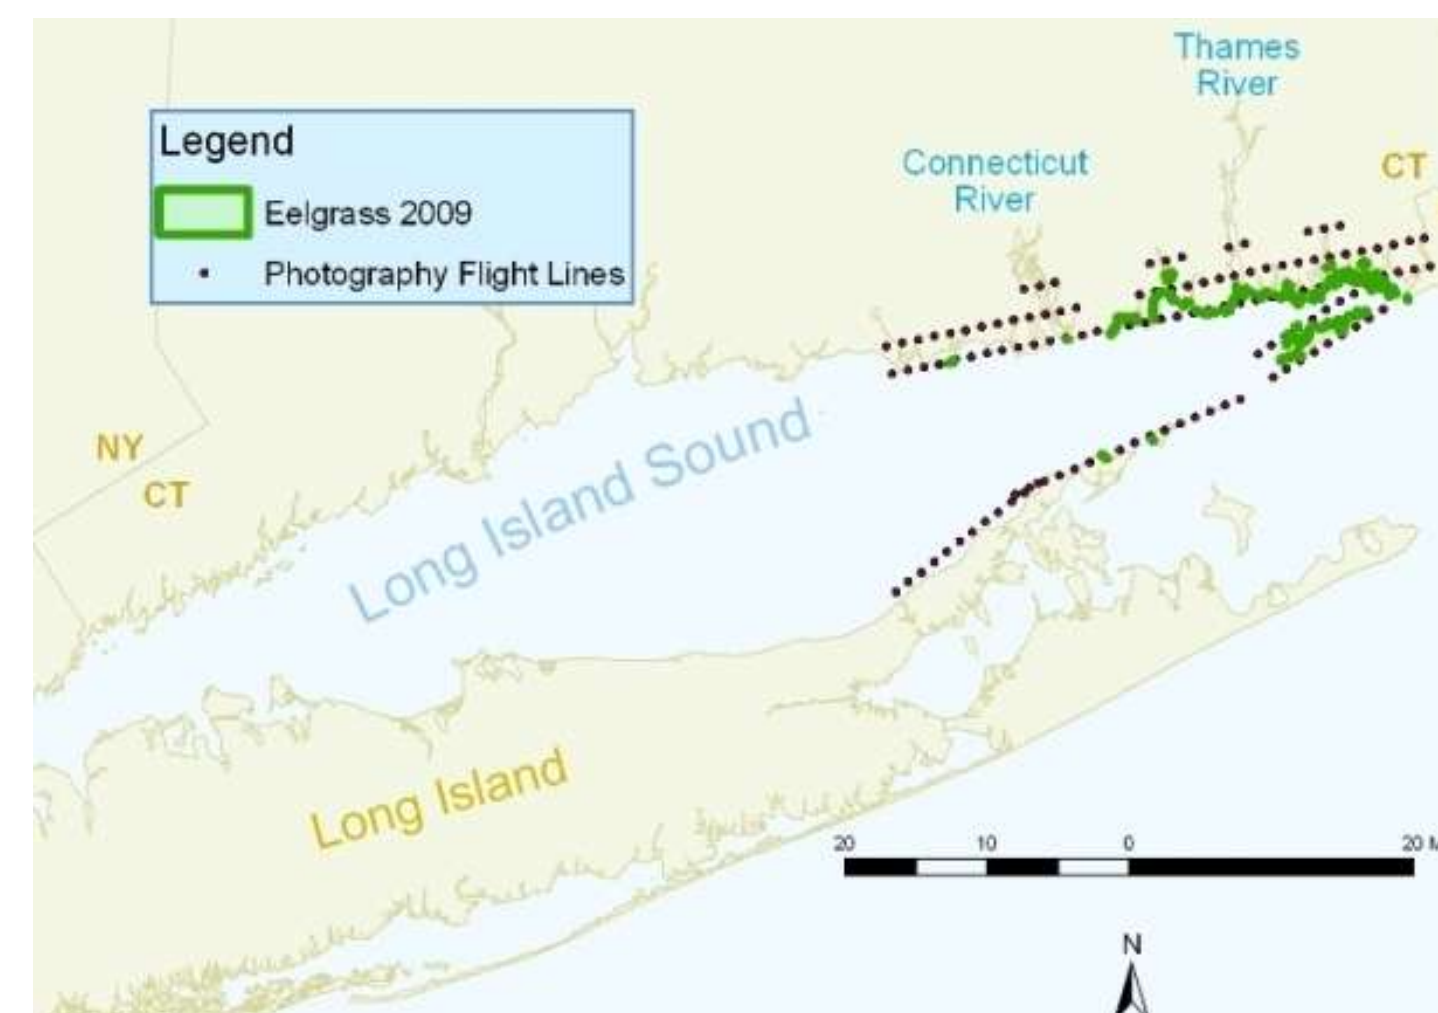 Thames
River
Legend
Connecticut
River
CT
Eelgrass 2009
Photography Flight Lines
NY
CT
Long Island Sound
Long Island
20 10 0 20
N